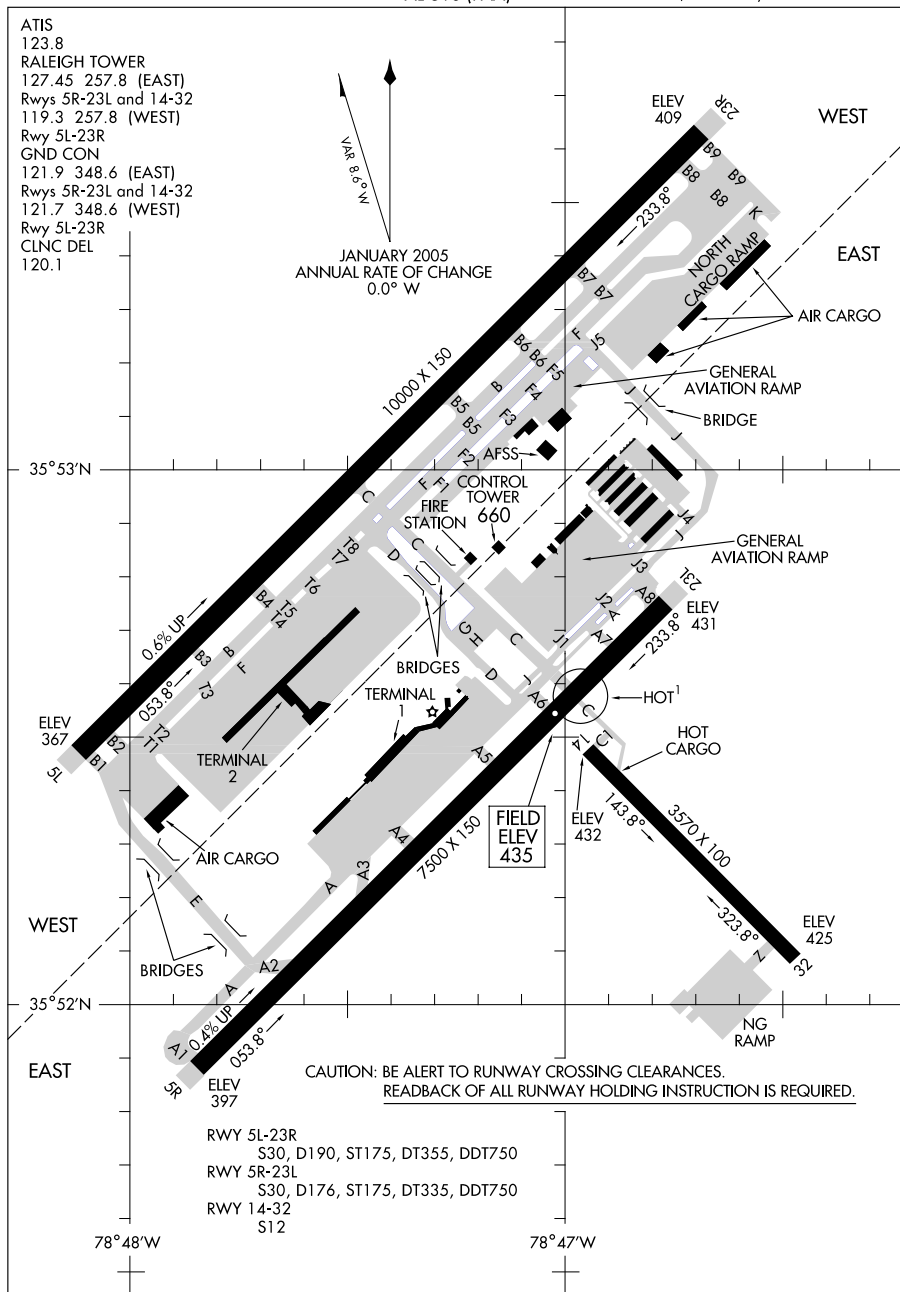 ATIS
123.8
RALEIGH TOWER
127.45 257.8 (EAST)
Rwys 5R-23L and 14-32
119.3 257.8 (WEST)
Rwy 5L-23R
GND CON
121.9 348.6 (EAST)
Rwys 5R-23L and 14-32
121.7 348.6 (WEST)
Rwy 5L-23R
CLNC DEL
120.1
VAR 8.6° W
JANUARY 2005
ANNUAL RATE OF CHANGE
0.0° W
ELEV
409
23R
WEST
EAST
B9
B9
B8
B8
K
233.8°
NORTH
CARGO RAMP
AIR CARGO
B7
B7
F
J5
B6
B6
F5
B
F4
GENERAL
AVIATION RAMP
10000 X 150
B5
B5
F3
F2
J
BRIDGE
J
AFSS
35°53'N
F
F1
C
CONTROL
TOWER
660
FIRE
STATION
J4
J
GENERAL
AVIATION RAMP
T8
T7
D
C
J3
T6
T5
T4
B4
0.6% UP
G
H
C
J2
A
A8
23L
ELEV
431
A7
J1
233.8°
B3
B
F
T3
053.8°
BRIDGES
D
J
A6
HOT1
C
TERMINAL
1
ELEV
367
5L
B2
B1
T2
T1
TERMINAL
2
A5
14
C1
HOT
CARGO
ELEV
432
FIELD
ELEV
435
7500 X 150
143.8°
3570 X 100
323.8°
ELEV
425
Z
32
AIR CARGO
A4
A3
A
E
WEST
BRIDGES
A2
A
35°52'N
0.4% UP
053.8°
A1
5R
ELEV
397
EAST
NG
RAMP
CAUTION: BE ALERT TO RUNWAY CROSSING CLEARANCES.
READBACK OF ALL RUNWAY HOLDING INSTRUCTION IS REQUIRED.
RWY 5L-23R
S30, D190, ST175, DT355, DDT750
RWY 5R-23L
S30, D176, ST175, DT335, DDT750
RWY 14-32
S12
78°48'W
78°47'W